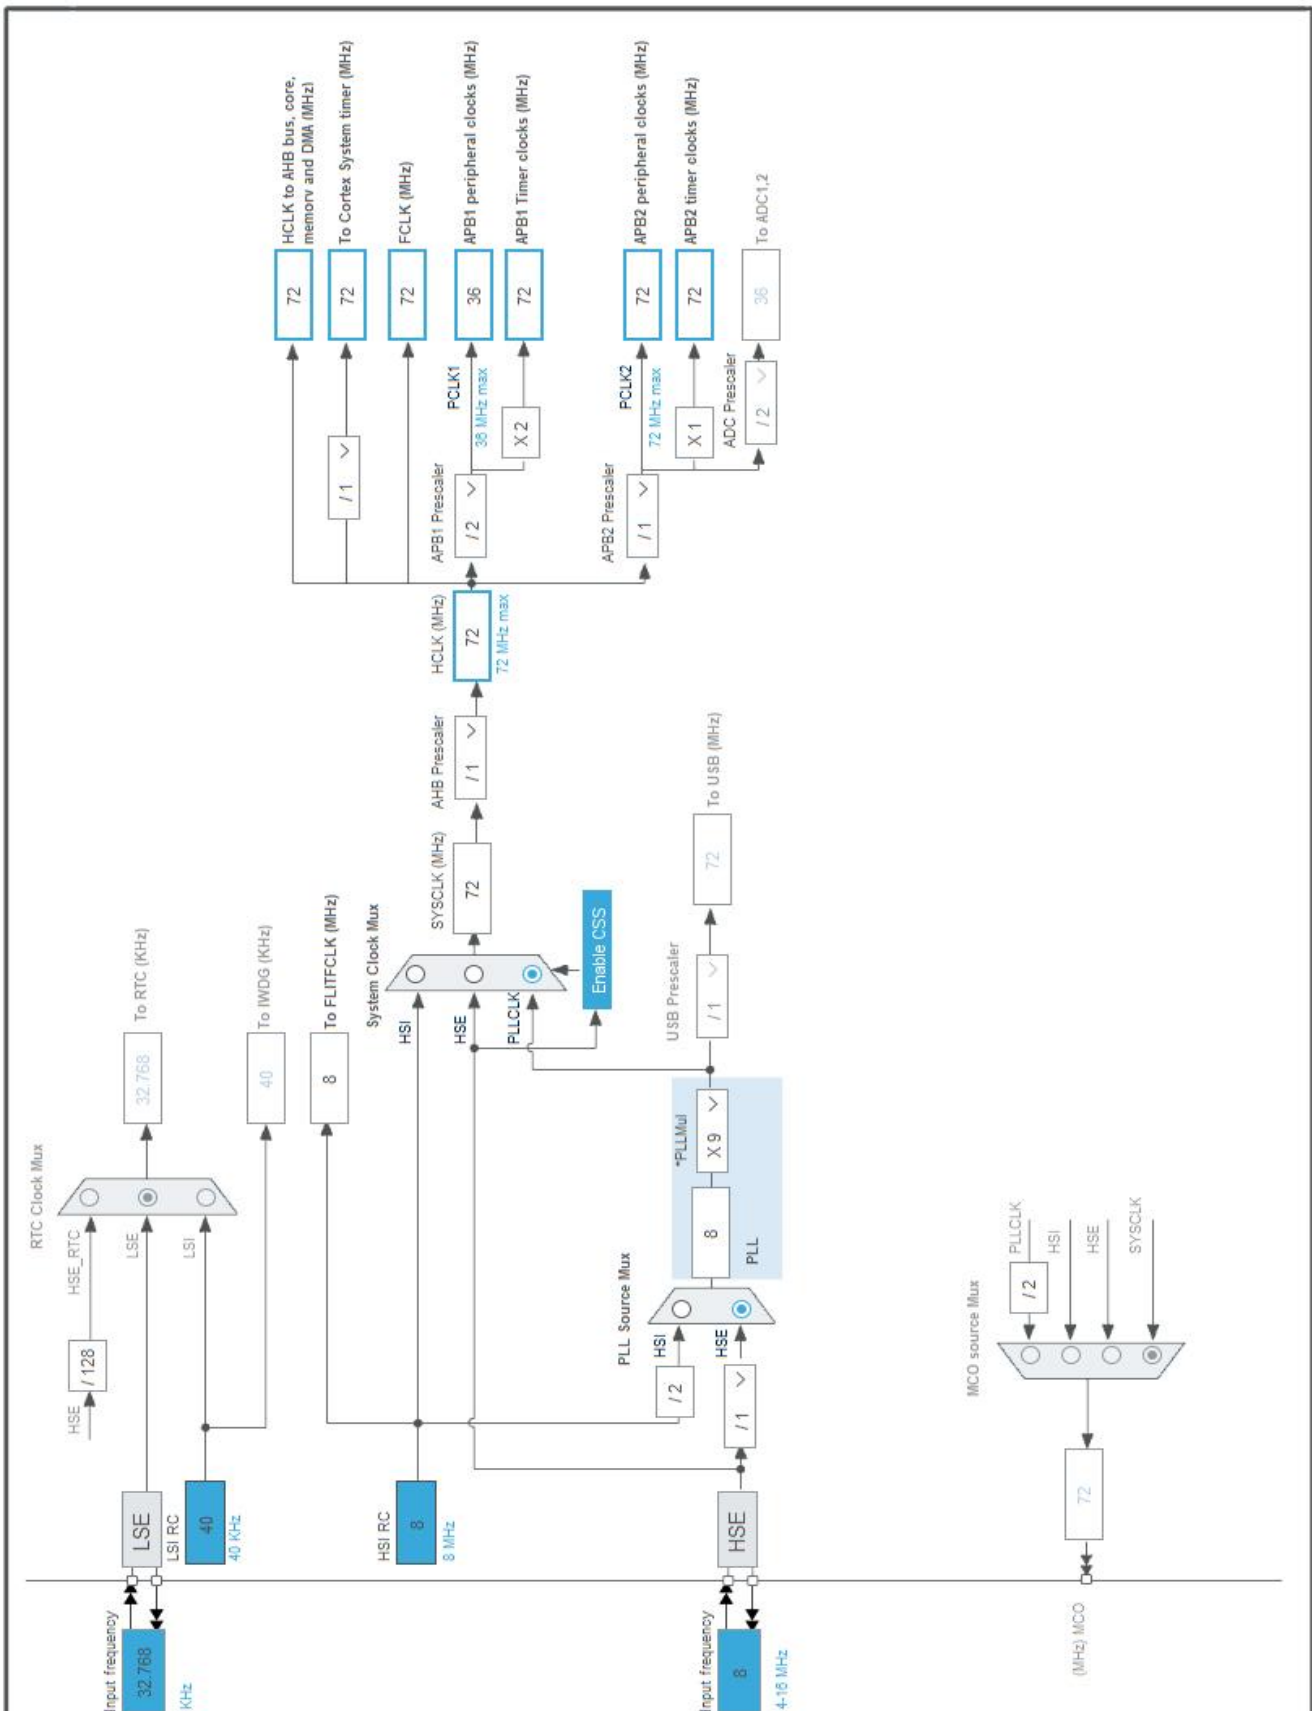 RTC Clock Mux
HSE
/ 128
HSE_RTC
Input frequency
32.768
KHz
LSE
LSE
32.768
To RTC (KHz)
LSI RC
40
40 KHz
LSI
40
To IWDG (KHz)
8
To FLITFCLK (MHz)
HSI RC
8
8 MHz
System Clock Mux
HSI
HSE
PLLCLK
Enable CSS
SYSCLK (MHz)
72
AHB Prescaler
/ 1
HCLK (MHz)
72
72 MHz max
72
HCLK to AHB bus, core,
memory and DMA (MHz)
/ 1
72
To Cortex System timer (MHz)
72
FCLK (MHz)
APB1 Prescaler
/ 2
PCLK1
36 MHz max
36
APB1 peripheral clocks (MHz)
X 2
72
APB1 Timer clocks (MHz)
APB2 Prescaler
/ 1
PCLK2
72 MHz max
72
APB2 peripheral clocks (MHz)
X 1
72
APB2 timer clocks (MHz)
ADC Prescaler
/ 2
36
To ADC1,2
PLL Source Mux
/ 2
HSI
Input frequency
8
4-16 MHz
HSE
/ 1
HSE
8
*PLLMul
X 9
PLL
USB Prescaler
/ 1
72
To USB (MHz)
MCO source Mux
/ 2
PLLCLK
HSI
HSE
SYSCLK
72
(MHz) MCO